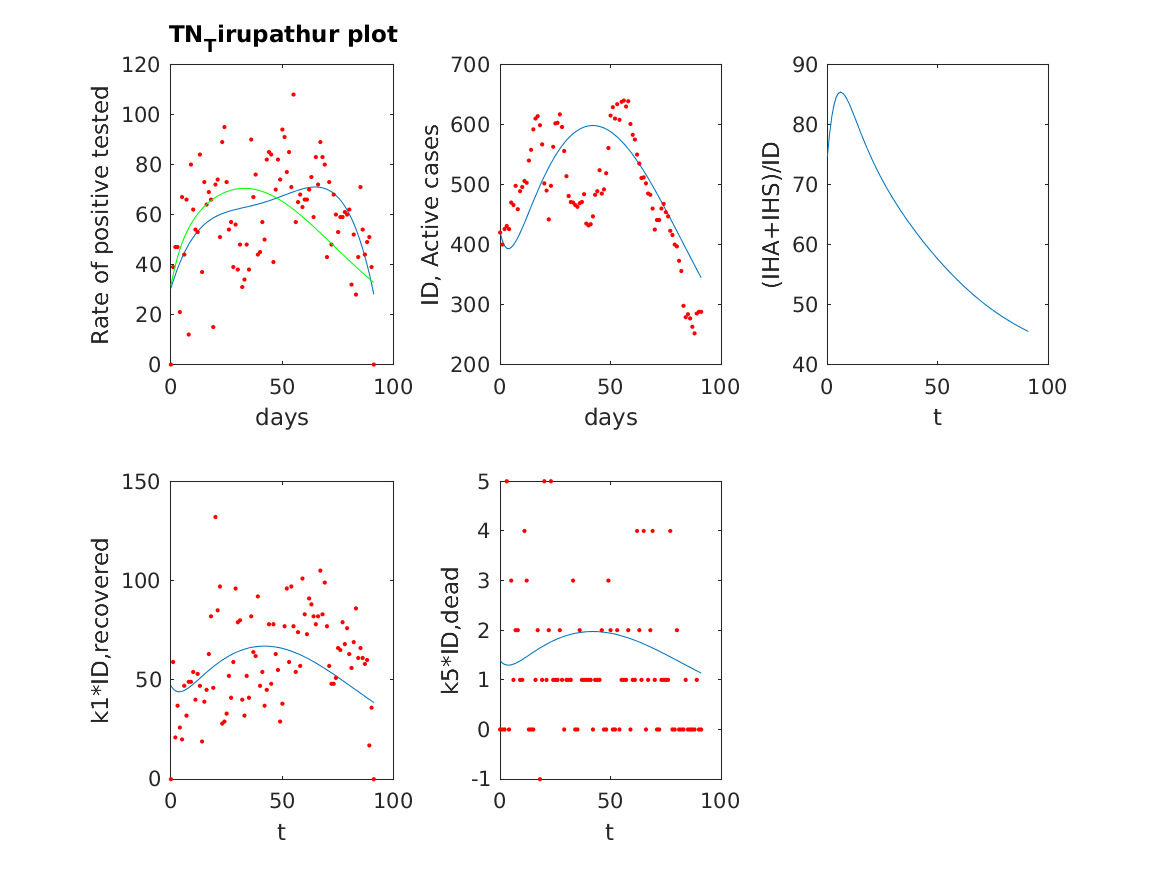 TN_Tirupathur plot
120
100
80
60
40
20
0
Rate of positive tested
0 50 100
days
700
600
500
400
300
200
ID, Active cases
0 50 100
days
90
80
70
60
50
40
(IHA+IHS)/ID
0 50 100
t
150
100
50
0
k1*ID,recovered
0 50 100
t
5
4
3
2
1
0
-1
k5*ID,dead
0 50 100
t